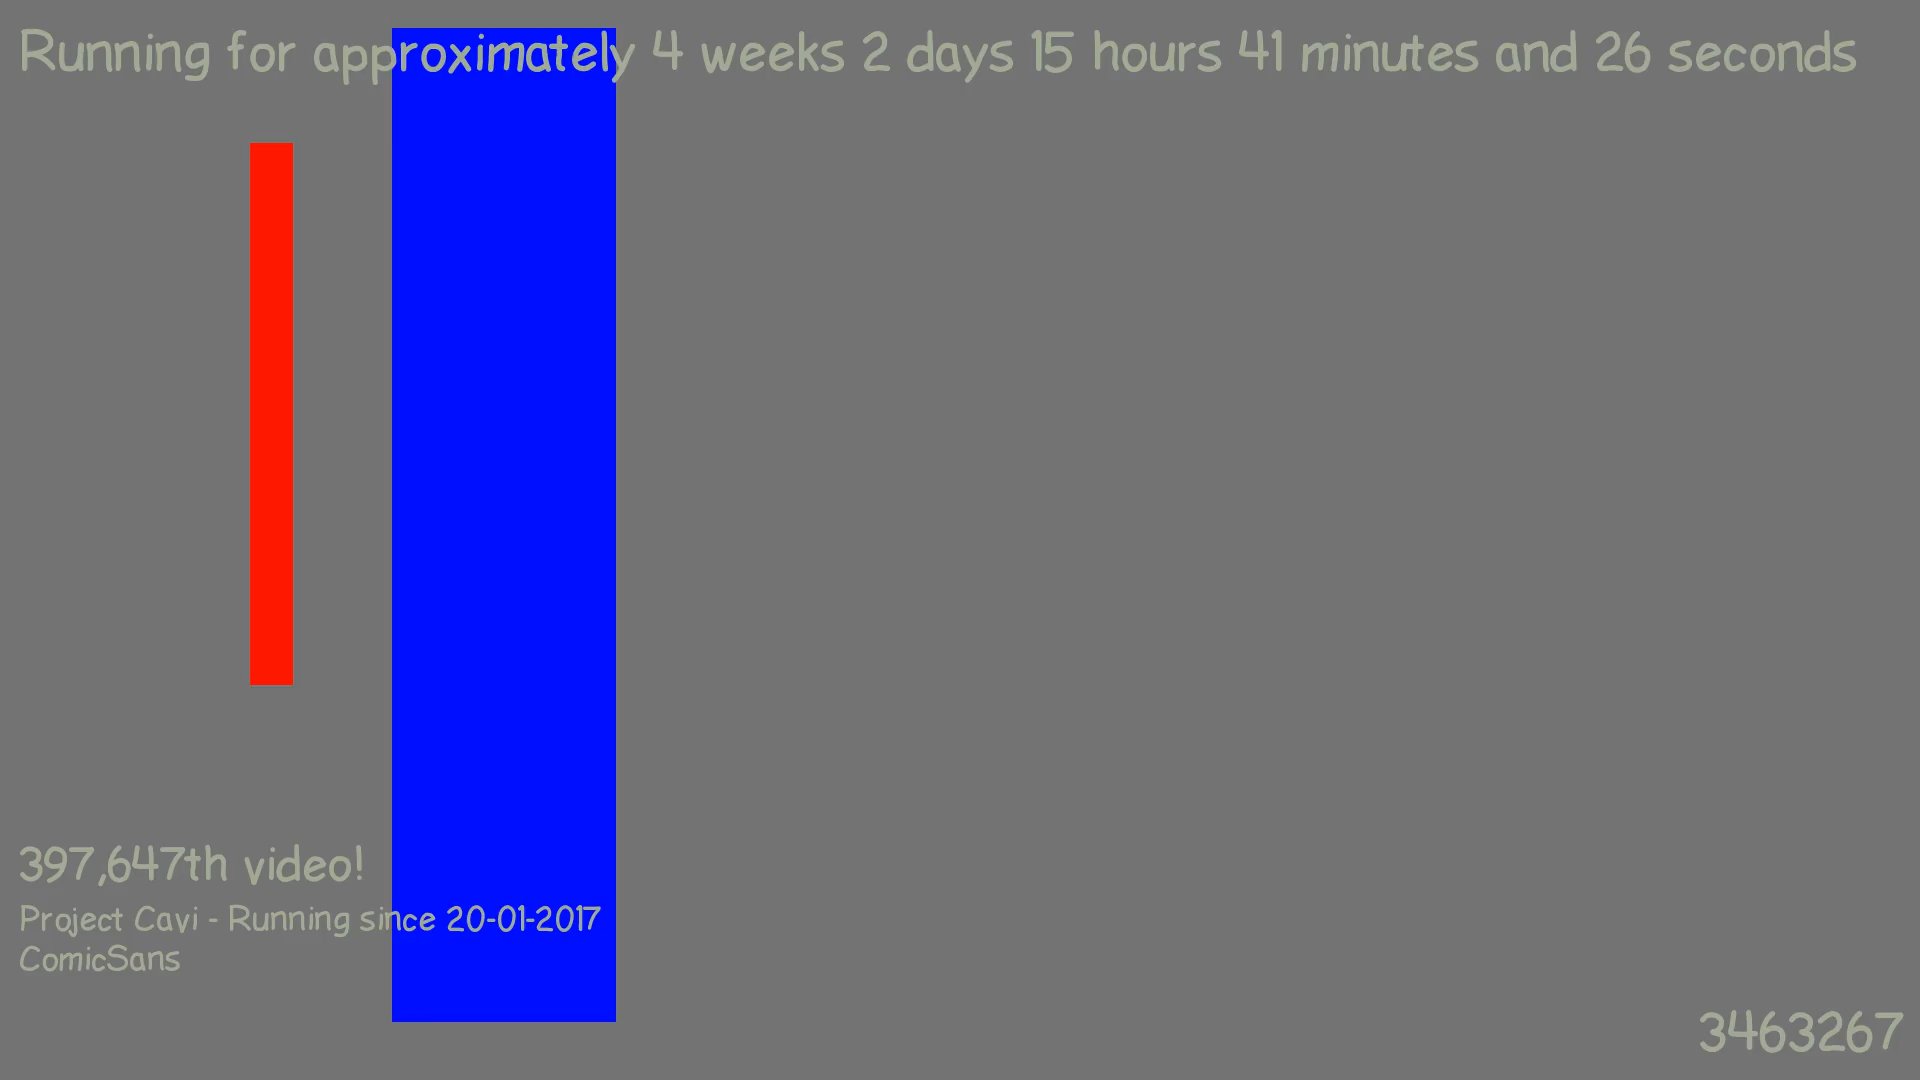 Running for approximately 4 weeks 2 days 15 hours 41 minutes and 26 seconds
397,647th video!
Project Cavi - Running since 20-01-2017
ComicSans
3463267